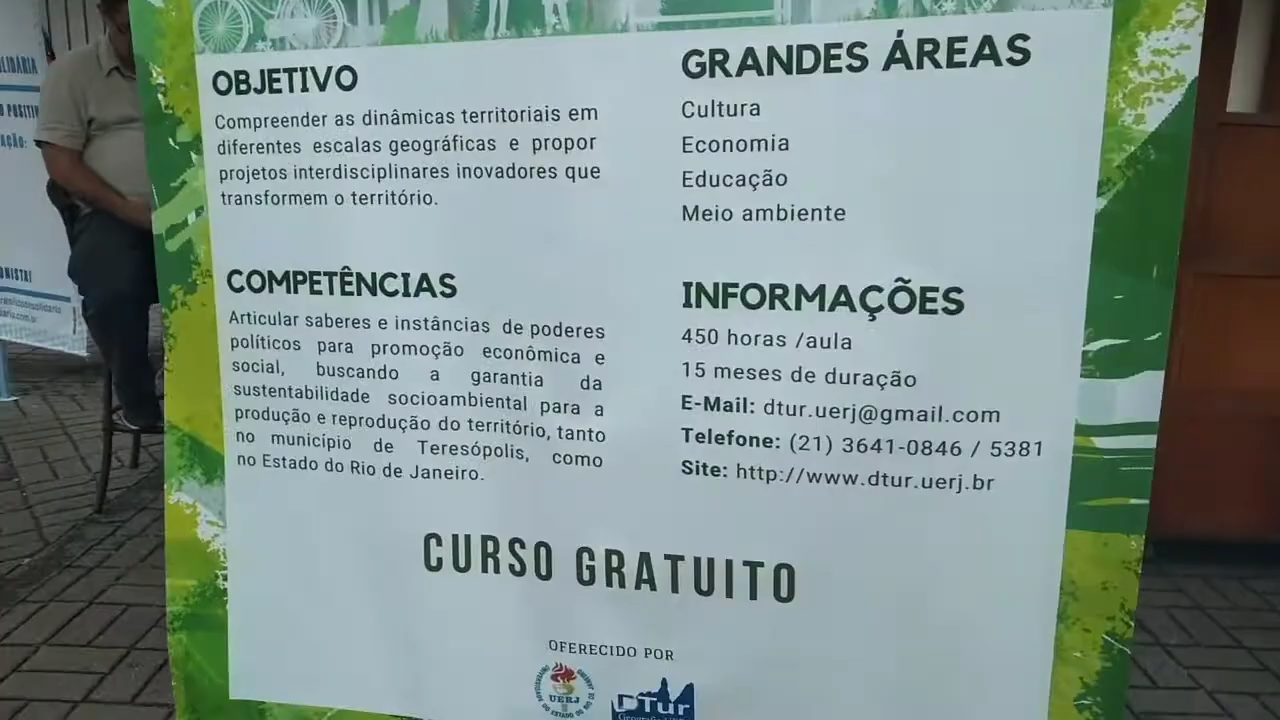 OBJETIVO
Compreender as dinâmicas territoriais em
diferentes escalas geográficas e propor
projetos interdisciplinares inovadores que
transformem o território.
GRANDES ÁREAS
Cultura
Economia
Educação
Meio ambiente
COMPETÊNCIAS
Articular saberes e instâncias de poderes
políticos para promoção econômica e
social, buscando a garantia da
sustentabilidade socioambiental para a
produção e reprodução do território, tanto
no município de Teresópolis, como
no Estado do Rio de Janeiro.
INFORMAÇÕES
450 horas /aula
15 meses de duração
E-Mail: dtur.uerj@gmail.com
Telefone: (21) 3641-0846 / 5381
Site: http://www.dtur.uerj.br
CURSO GRATUITO
OFERECIDO POR
UERJ
DTur